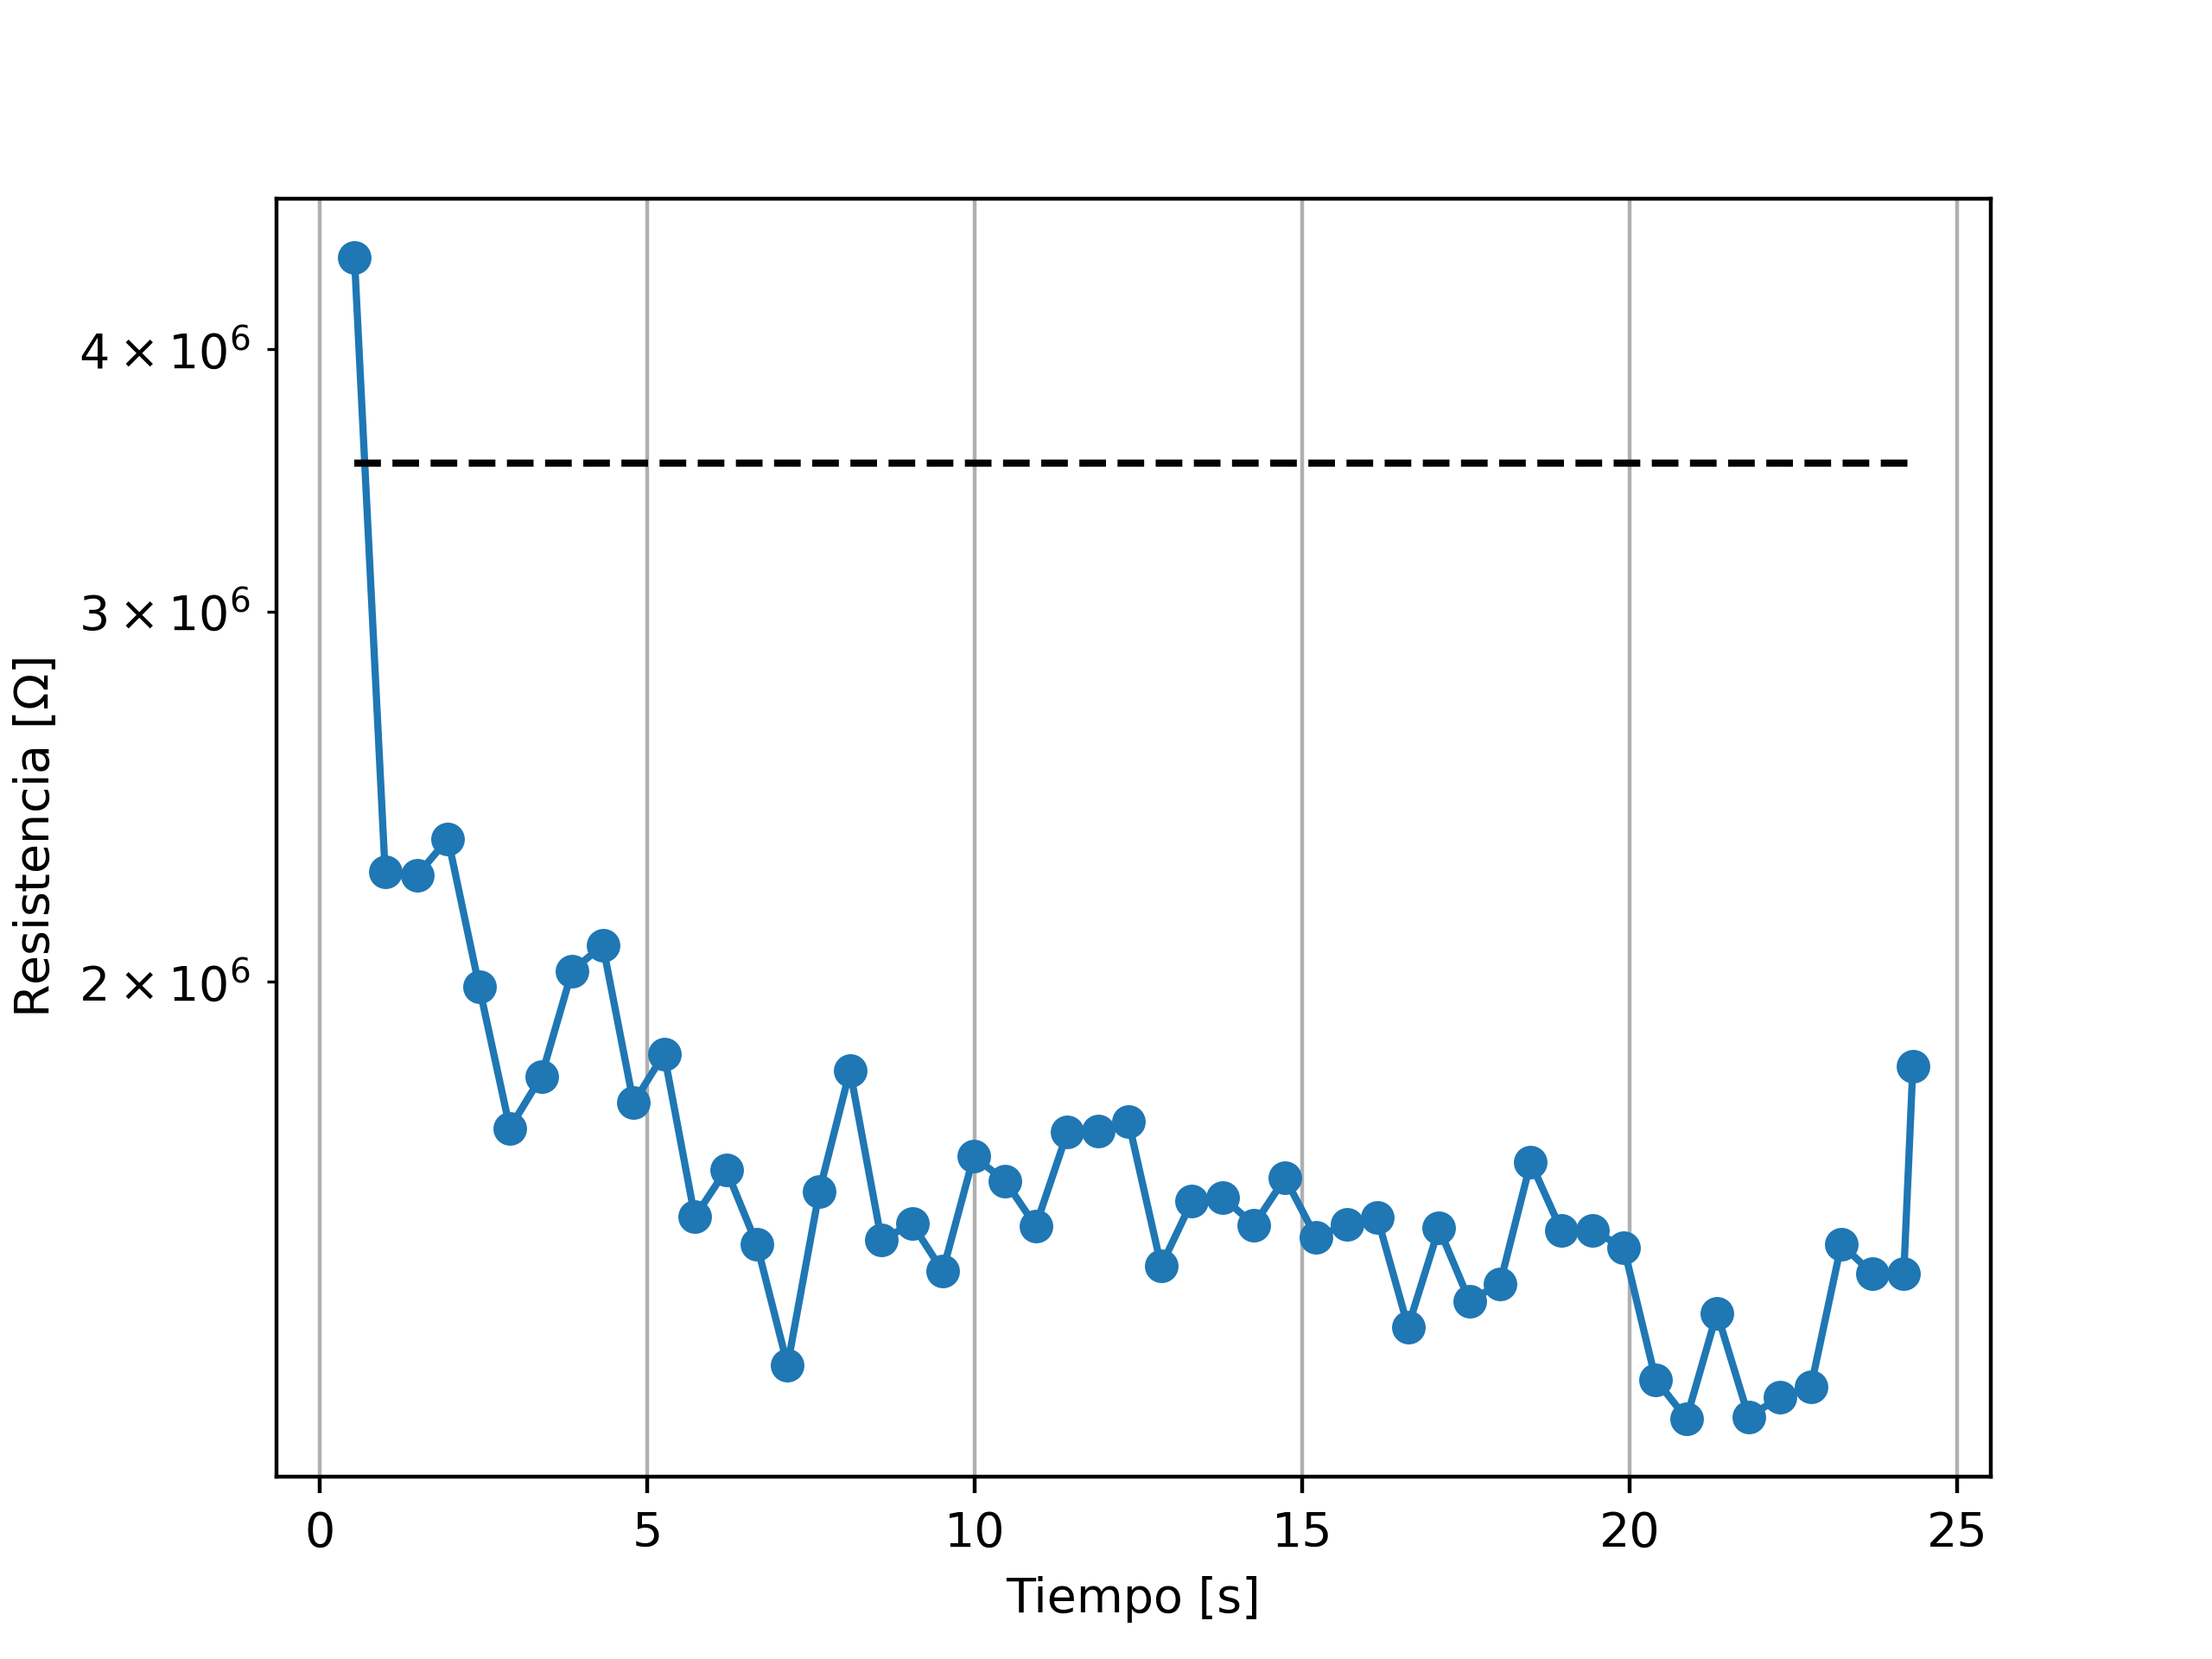 4 × 10⁶
3 × 10⁶
2 × 10⁶
Resistencia [Ω]
0 5 10 15 20 25
Tiempo [s]